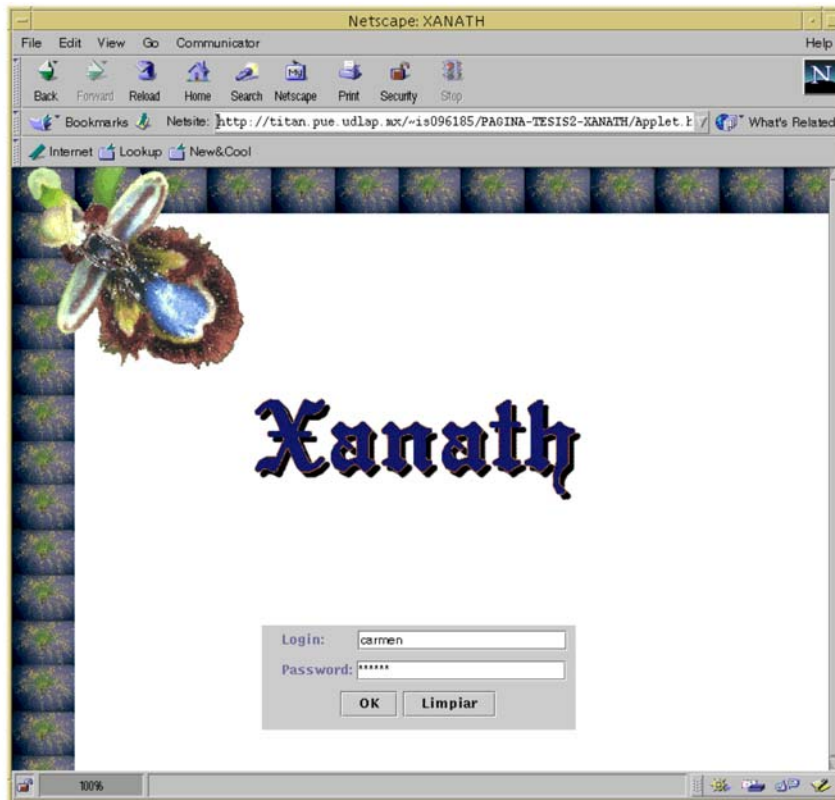 Netscape: XANATH
File Edit View Go Communicator Help
Back Forward Reload Home Search Netscape Print Security Stop
My
N
Bookmarks Netsite: http://titan.pue.udlap.mx/~is096185/PAGINA-TESIS2-XANATH/Applet.h What's Related
Internet Lookup New&Cool
Xanath
Login: carmen
Password: ******
OK Limpiar
100%